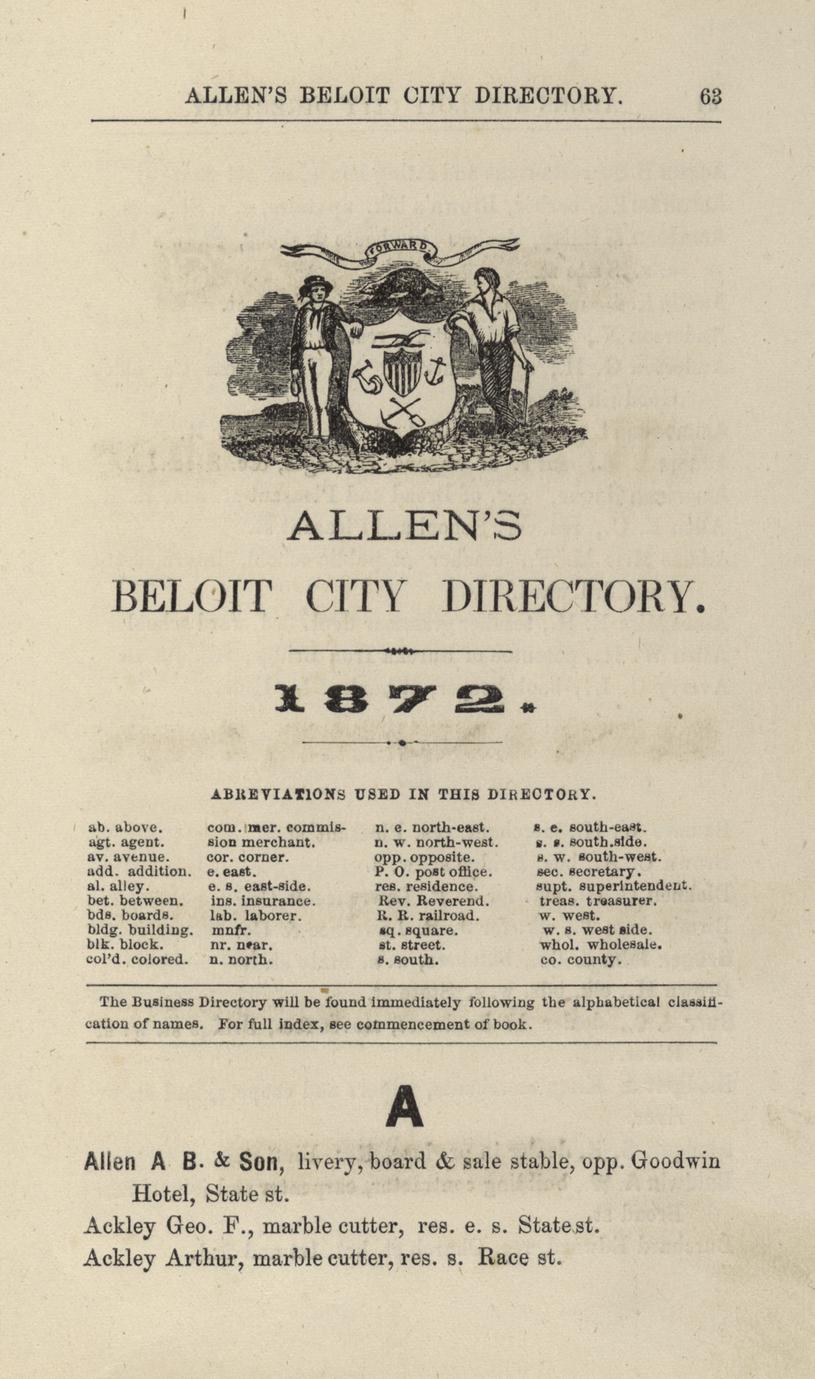 ALLEN'S BELOIT CITY DIRECTORY. 63
FORWARD.
ALLEN'S
BELOIT CITY DIRECTORY.
1872.
ABREVIATIONS USED IN THIS DIRECTORY.
ab. above.
agt. agent.
av. avenue.
add. addition.
al. alley.
bet. between.
bds. boards.
bldg. building.
blk. block.
col'd. colored.
com. mer. commis-
sion merchant.
cor. corner.
e. east.
e. s. east-side.
ins. insurance.
lab. laborer.
mnfr.
nr. near.
n. north.
n. e. north-east.
n. w. north-west.
opp. opposite.
P. O. post office.
res. residence.
Rev. Reverend.
R. R. railroad.
sq. square.
st. street.
s. south.
s. e. south-east.
s. s. south.side.
s. w. south-west.
sec. secretary.
supt. superintendent.
treas. treasurer.
w. west.
w. s. west side.
whol. wholesale.
co. county.
The Business Directory will be found immediately following the alphabetical classifi-
cation of names. For full index, see commencement of book.
A
Allen A B. & Son, livery, board & sale stable, opp. Goodwin
Hotel, State st.
Ackley Geo. F., marble cutter, res. e. s. State st.
Ackley Arthur, marble cutter, res. s. Race st.